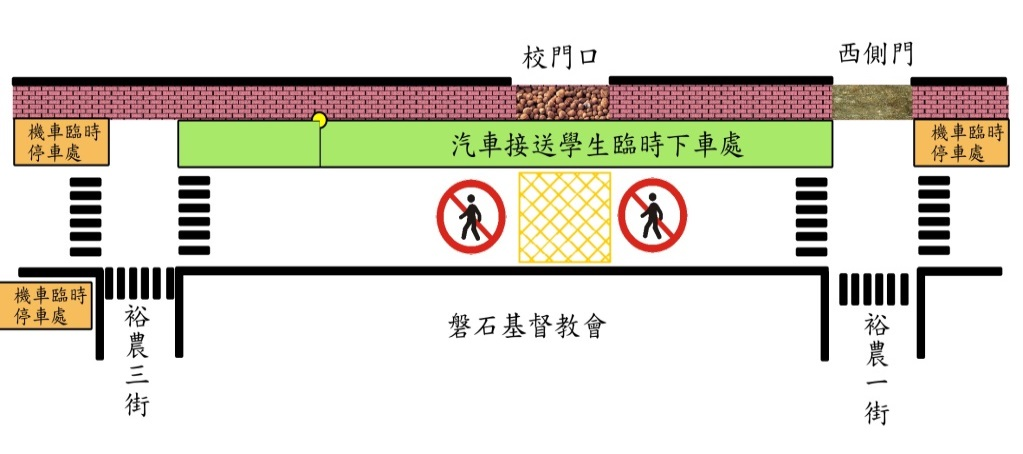 校門口
西側門
機車臨時
停車處
汽車接送學生臨時下車處
機車臨時
停車處
機車臨時
停車處
裕農三街
磐石基督教會
裕農一街